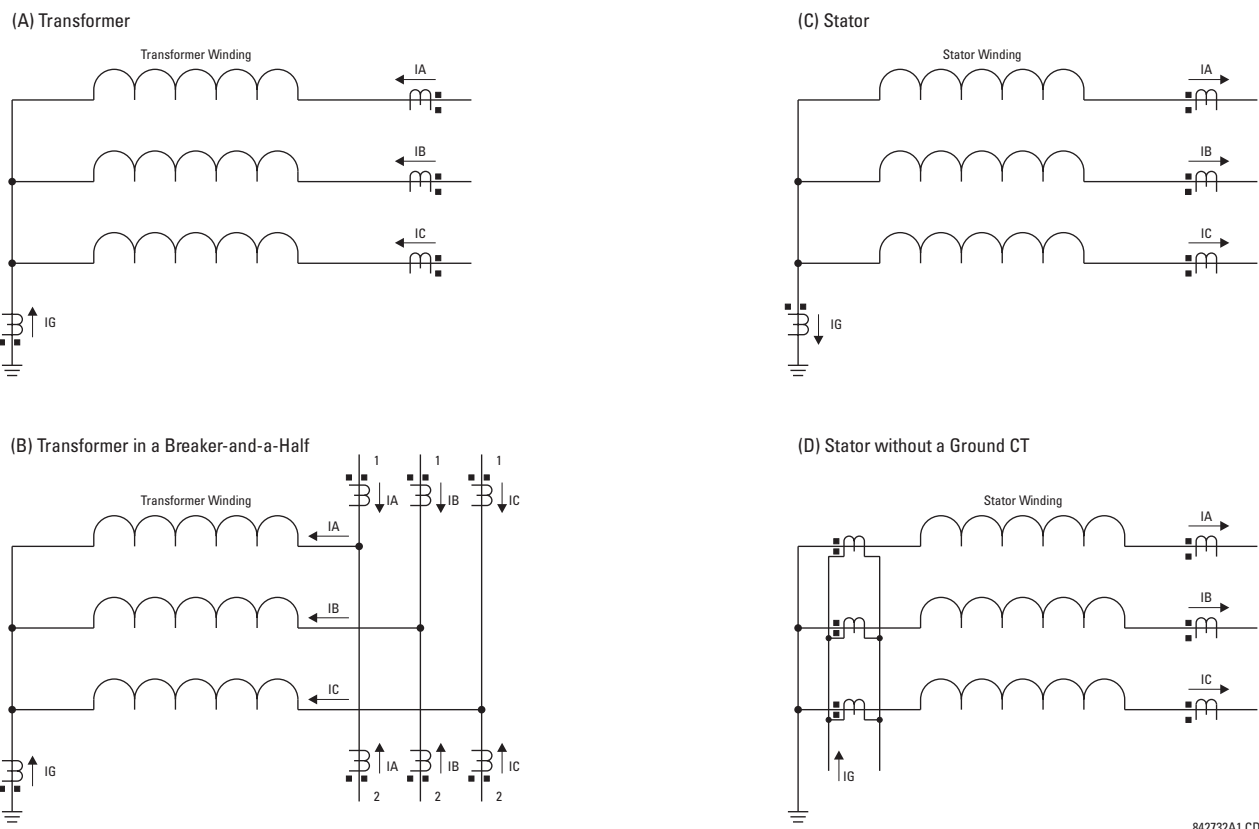 (A) Transformer
Transformer Winding
IA
IB
IC
IG
(C) Stator
Stator Winding
IA
IB
IC
IG
(B) Transformer in a Breaker-and-a-Half
1
1
1
IA
IB
IC
Transformer Winding
IA
IB
IC
IG
IA
IB
IC
2
2
2
(D) Stator without a Ground CT
Stator Winding
IA
IB
IC
IG